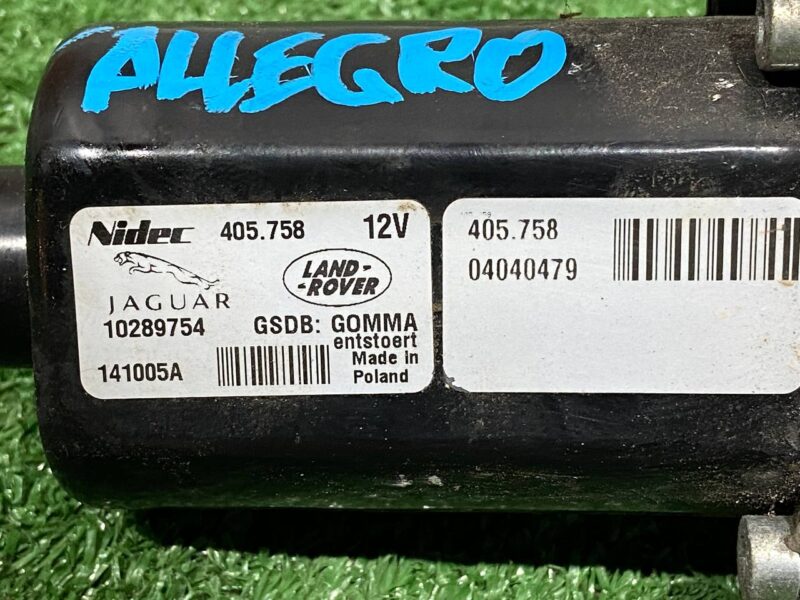 ALLEGRO
Nidec 405.758 12V
JAGUAR
LAND-
-ROVER
10289754 GSDB: GOMMA
entstoert
141005A
Made in
Poland
405.758
04040479